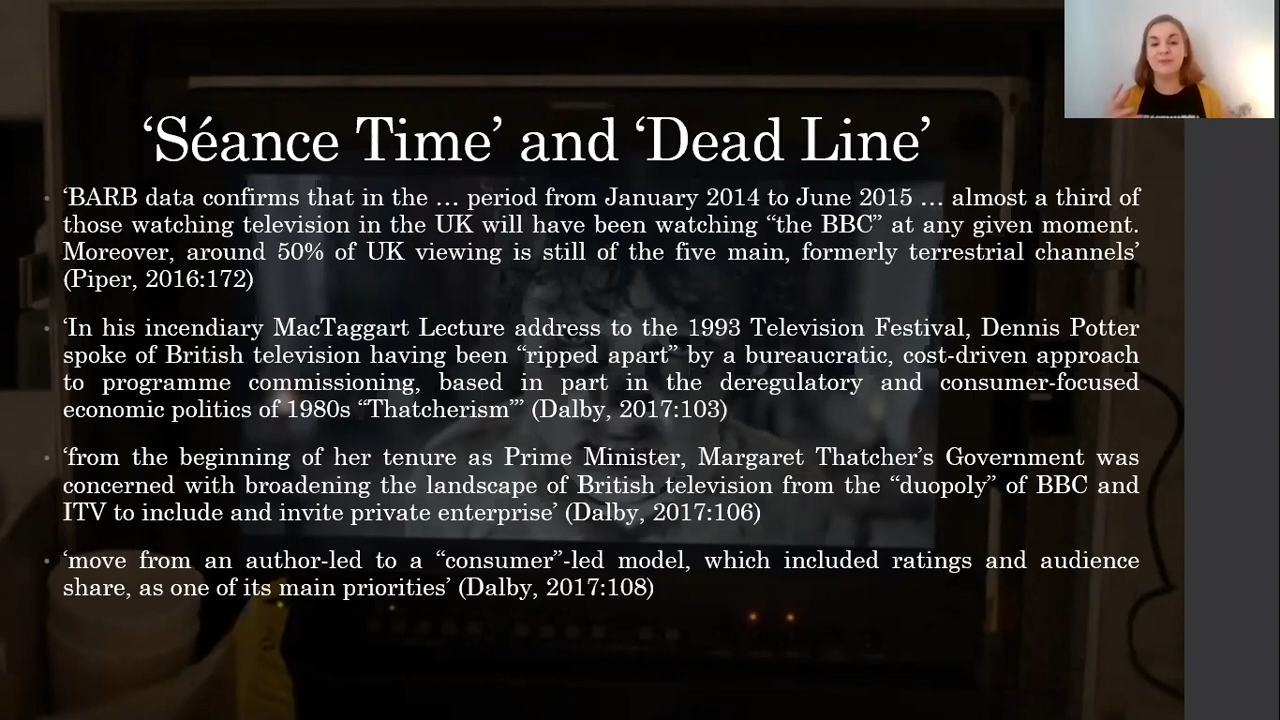 ‘Séance Time’ and ‘Dead Line’
‘BARB data confirms that in the … period from January 2014 to June 2015 … almost a third of
those watching television in the UK will have been watching “the BBC” at any given moment.
Moreover, around 50% of UK viewing is still of the five main, formerly terrestrial channels’
(Piper, 2016:172)
‘In his incendiary MacTaggart Lecture address to the 1993 Television Festival, Dennis Potter
spoke of British television having been “ripped apart” by a bureaucratic, cost-driven approach
to programme commissioning, based in part in the deregulatory and consumer-focused
economic politics of 1980s “Thatcherism”’ (Dalby, 2017:103)
‘from the beginning of her tenure as Prime Minister, Margaret Thatcher’s Government was
concerned with broadening the landscape of British television from the “duopoly” of BBC and
ITV to include and invite private enterprise’ (Dalby, 2017:106)
‘move from an author-led to a “consumer”-led model, which included ratings and audience
share, as one of its main priorities’ (Dalby, 2017:108)